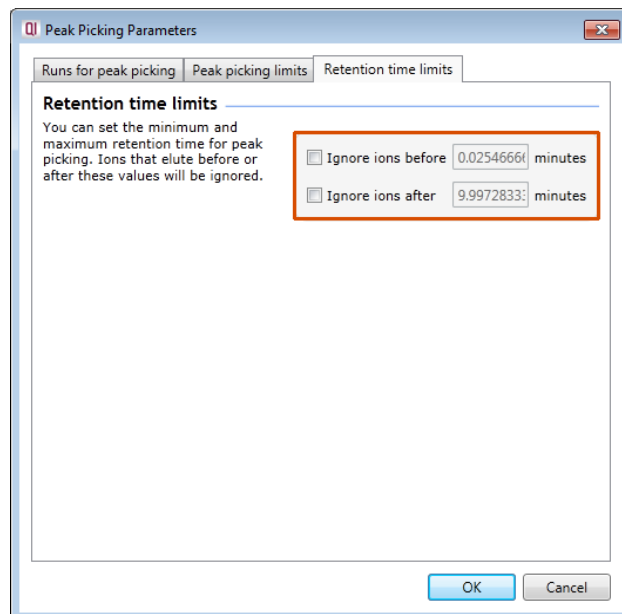 QI Peak Picking Parameters
Runs for peak picking Peak picking limits Retention time limits
Retention time limits
You can set the minimum and
maximum retention time for peak
picking. Ions that elute before or
after these values will be ignored.
Ignore ions before 0.02546666 minutes
Ignore ions after 9.99728333 minutes
OK Cancel